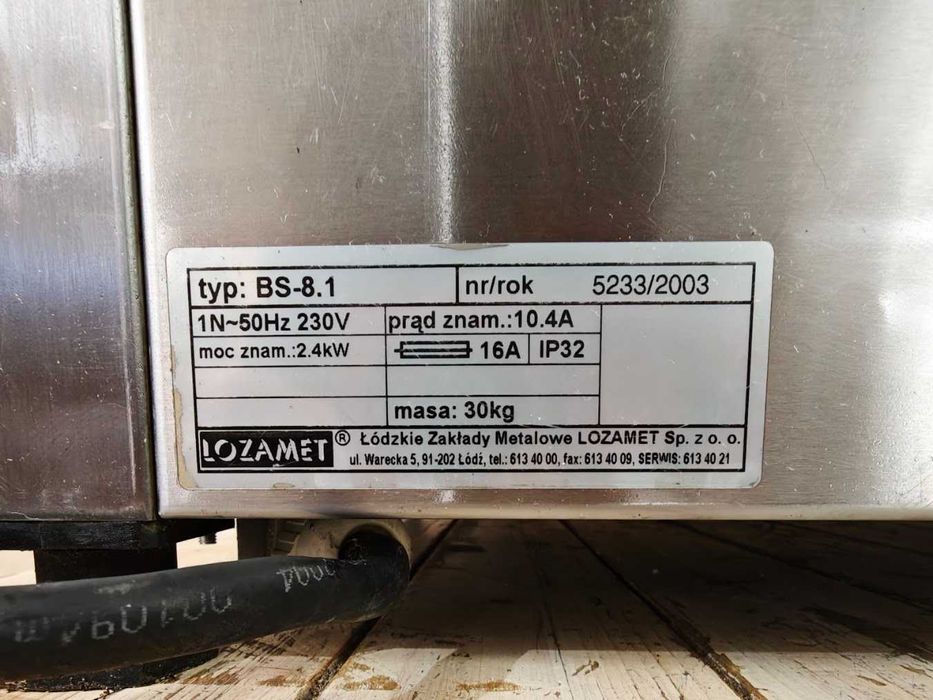 typ: BS-8.1 nr/rok 5233/2003
1N~50Hz 230V prąd znam.:10.4A
moc znam.:2.4kW 16A IP32
masa: 30kg
LOZAMET® Łódzkie Zakłady Metalowe LOZAMET Sp. z o. o.
ul. Warecka 5, 91-202 Łódź, tel.: 613 40 00, fax: 613 40 09, SERWIS: 613 40 21